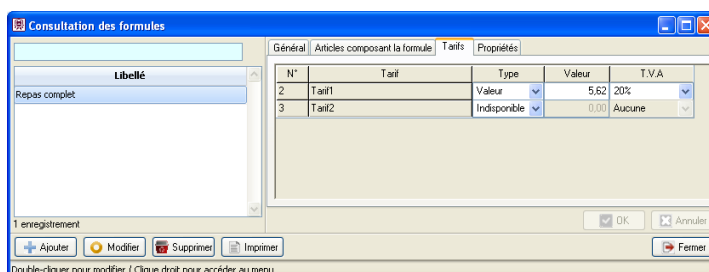 Consultation des formules
Général Articles composant la formule Tarifs Propriétés
Libellé
Repas complet
N° Tarif Type Valeur T.V.A
2 Tarif1 Valeur 5,62 20%
3 Tarif2 Indisponible 0,00 Aucune
1 enregistrement
OK Annuler
Ajouter Modifier Supprimer Imprimer Fermer
Double-cliquer pour modifier / Clique droit pour accéder au menu